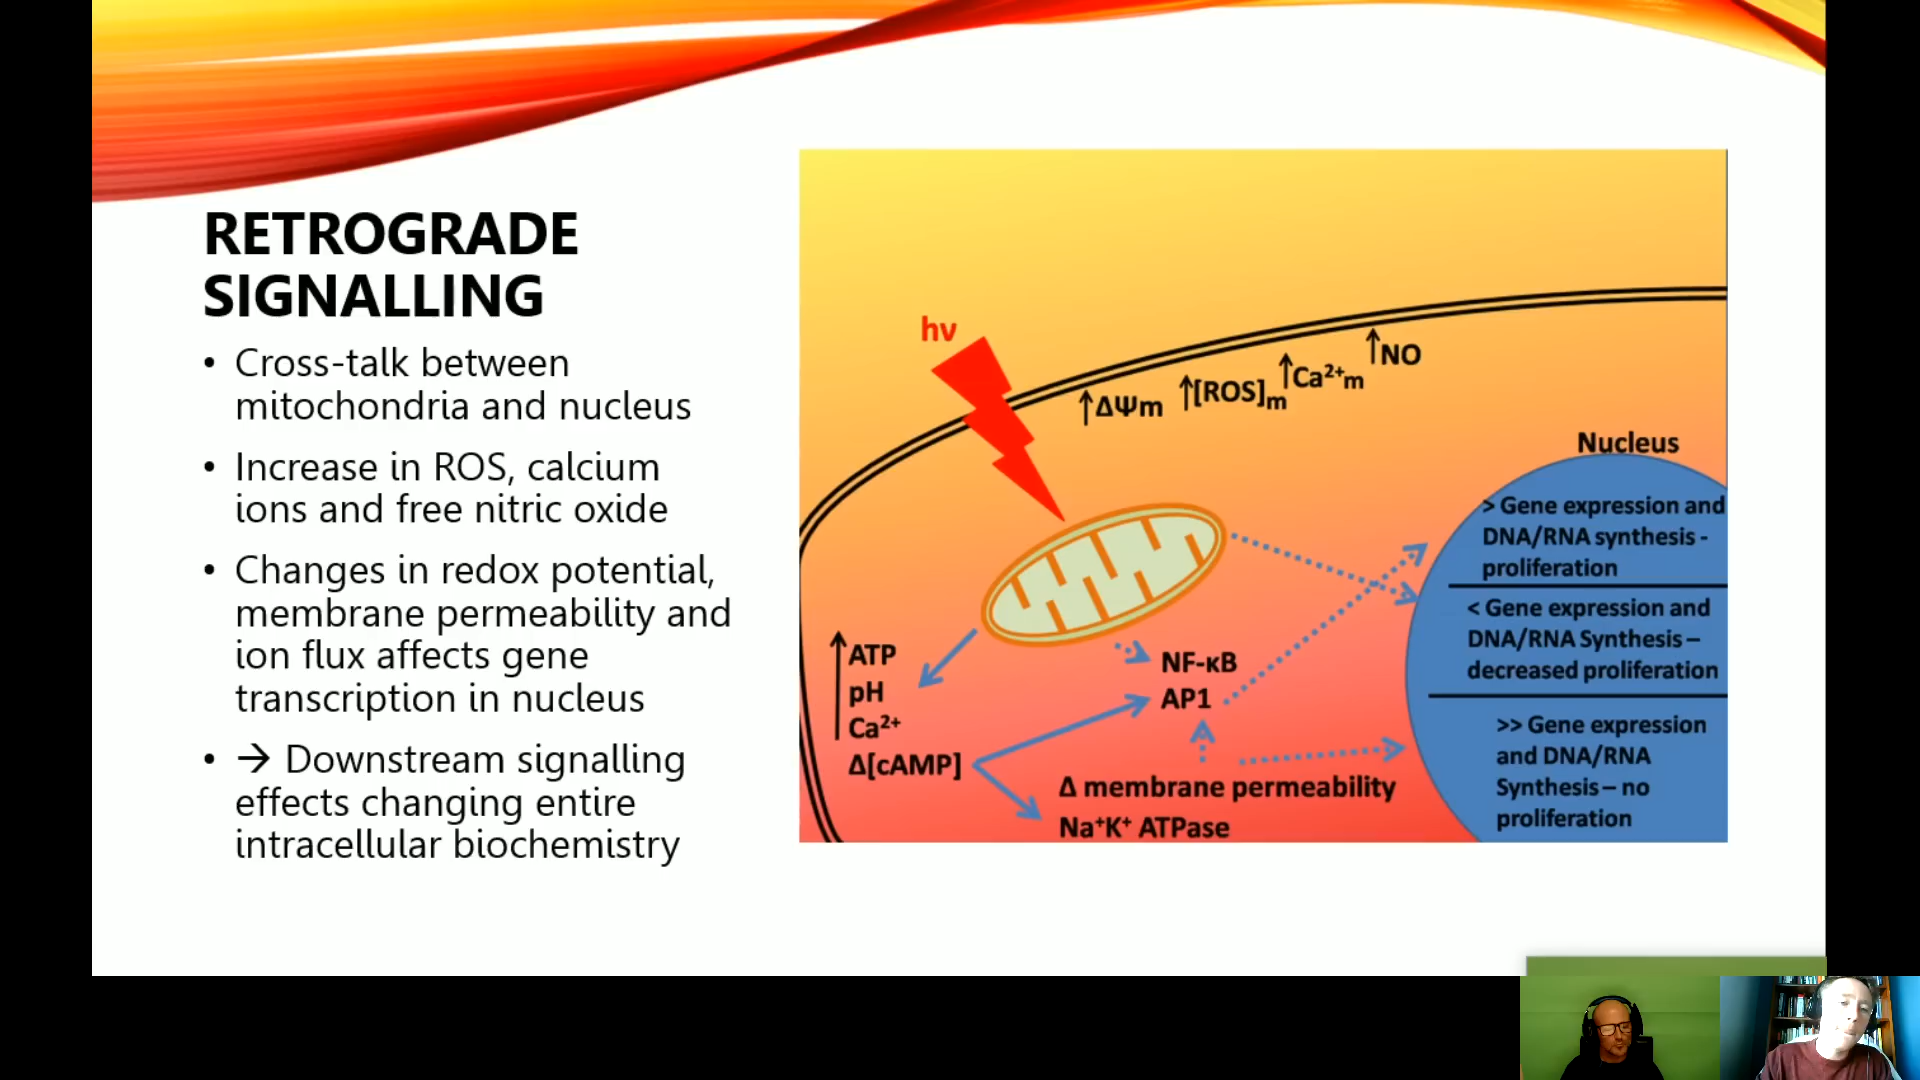 RETROGRADE
SIGNALLING
• Cross-talk between
mitochondria and nucleus
• Increase in ROS, calcium
ions and free nitric oxide
• Changes in redox potential,
membrane permeability and
ion flux affects gene
transcription in nucleus
• → Downstream signalling
effects changing entire
intracellular biochemistry
hν
↑ΔΨm
↑[ROS]m
↑Ca²⁺m
↑NO
Nucleus
> Gene expression and
DNA/RNA synthesis -
proliferation
< Gene expression and
DNA/RNA Synthesis –
decreased proliferation
>> Gene expression
and DNA/RNA
Synthesis – no
proliferation
ATP
pH
Ca²⁺
Δ[cAMP]
NF-κB
AP1
Δ membrane permeability
Na⁺K⁺ ATPase